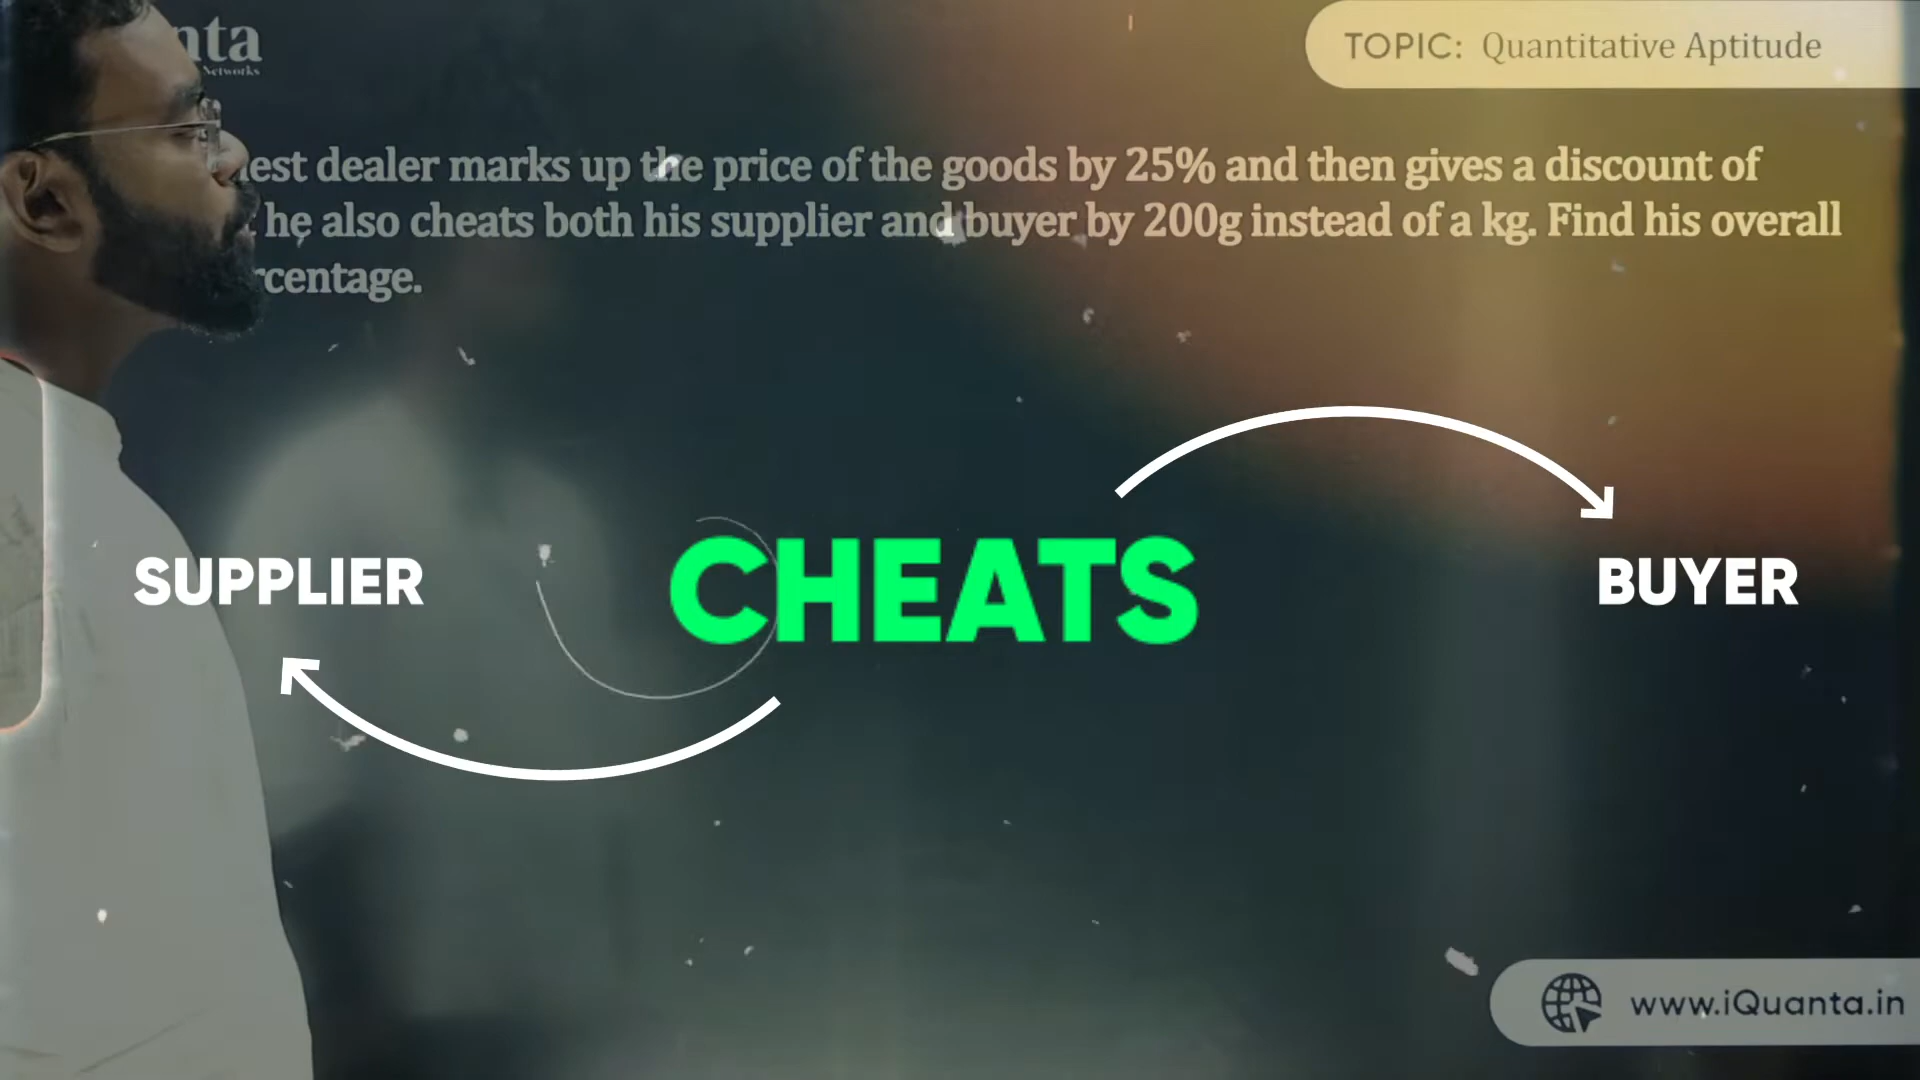 nta
Networks
TOPIC: Quantitative Aptitude
est dealer marks up the price of the goods by 25% and then gives a discount of
he also cheats both his supplier and buyer by 200g instead of a kg. Find his overall
rcentage.
CHEATS
SUPPLIER
BUYER
www.iQuanta.in